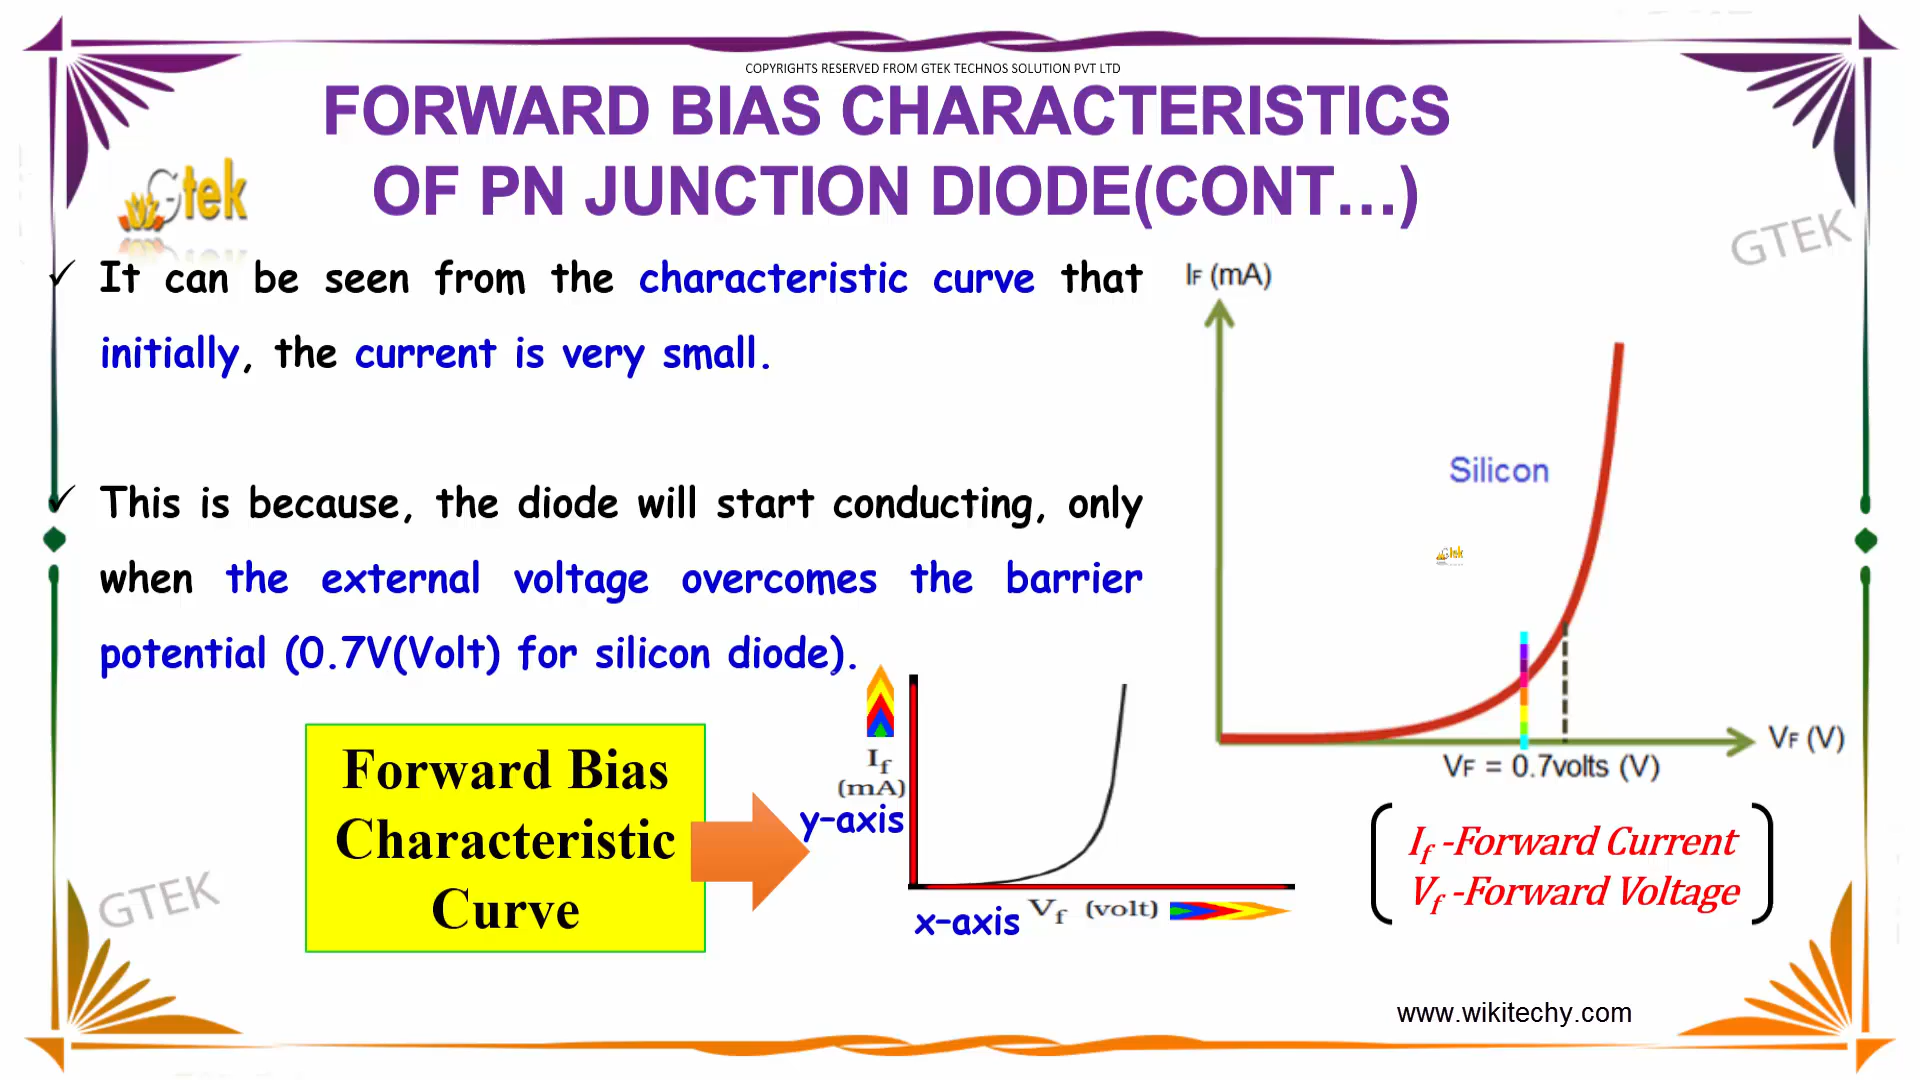 COPYRIGHTS RESERVED FROM GTEK TECHNOS SOLUTION PVT LTD
FORWARD BIAS CHARACTERISTICS
OF PN JUNCTION DIODE(CONT...)
Gtek
GTEK
It can be seen from the characteristic curve that
initially, the current is very small.
This is because, the diode will start conducting, only
when the external voltage overcomes the barrier
potential (0.7V(Volt) for silicon diode).
IF (mA)
Silicon
Gtek
VF (V)
VF = 0.7volts (V)
Forward Bias
Characteristic
Curve
If
(mA)
y-axis
x-axis
Vf (volt)
If -Forward Current
Vf -Forward Voltage
GTEK
www.wikitechy.com